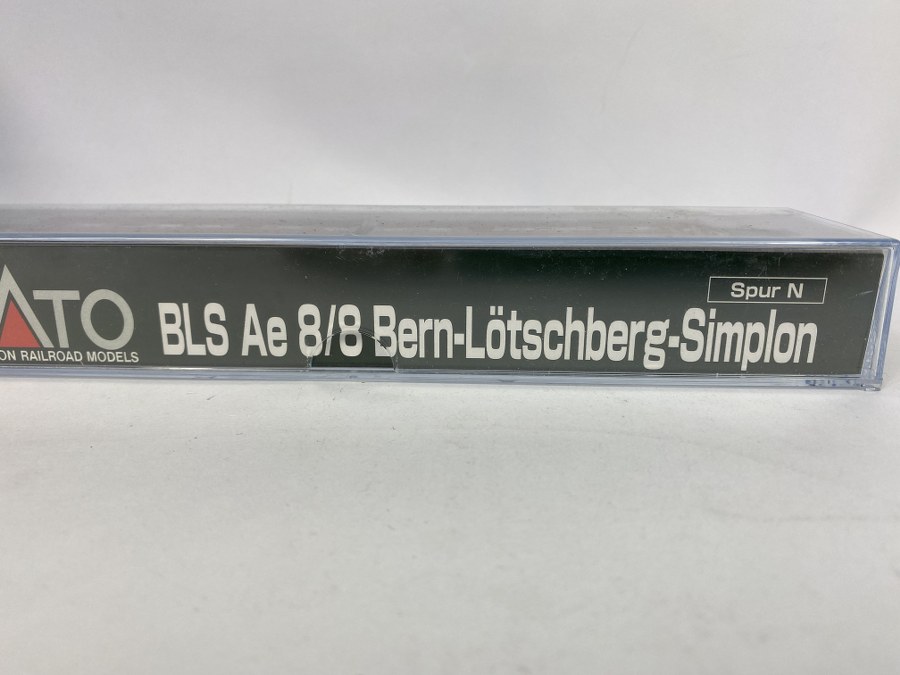 Spur N
ATO BLS Ae 8/8 Bern-Lötschberg-Simplon
ON RAILROAD MODELS